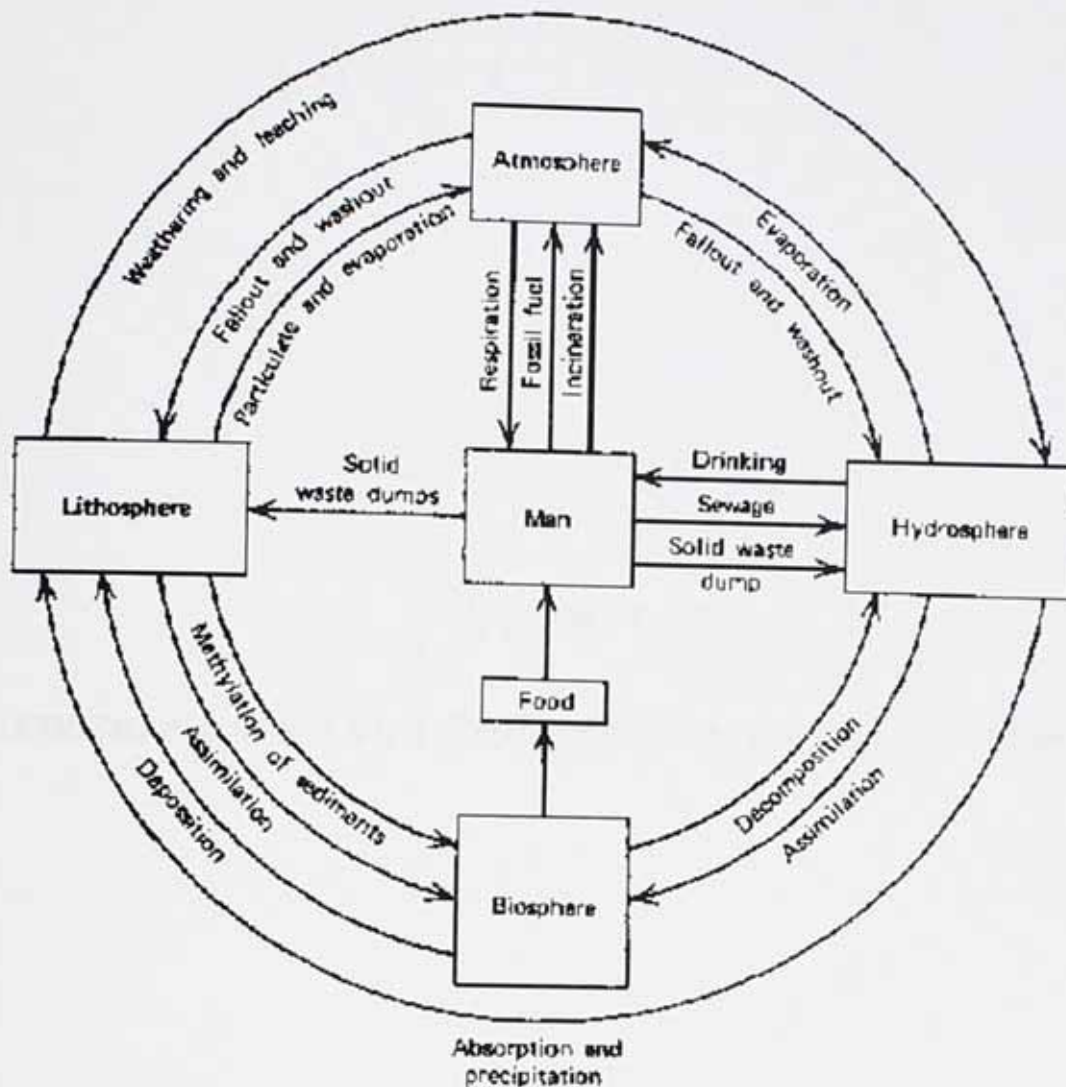 Weathering and leaching
Atmosphere
Fallout and washout
Particulate and evaporation
Evaporation
Fallout and washout
Respiration
Fossil fuel
Incineration
Lithosphere
Solid
waste dumps
Man
Drinking
Sewage
Solid waste
dump
Hydrosphere
Food
Methylation of sediments
Assimilation
Deposition
Decomposition
Assimilation
Biosphere
Absorption and
precipitation